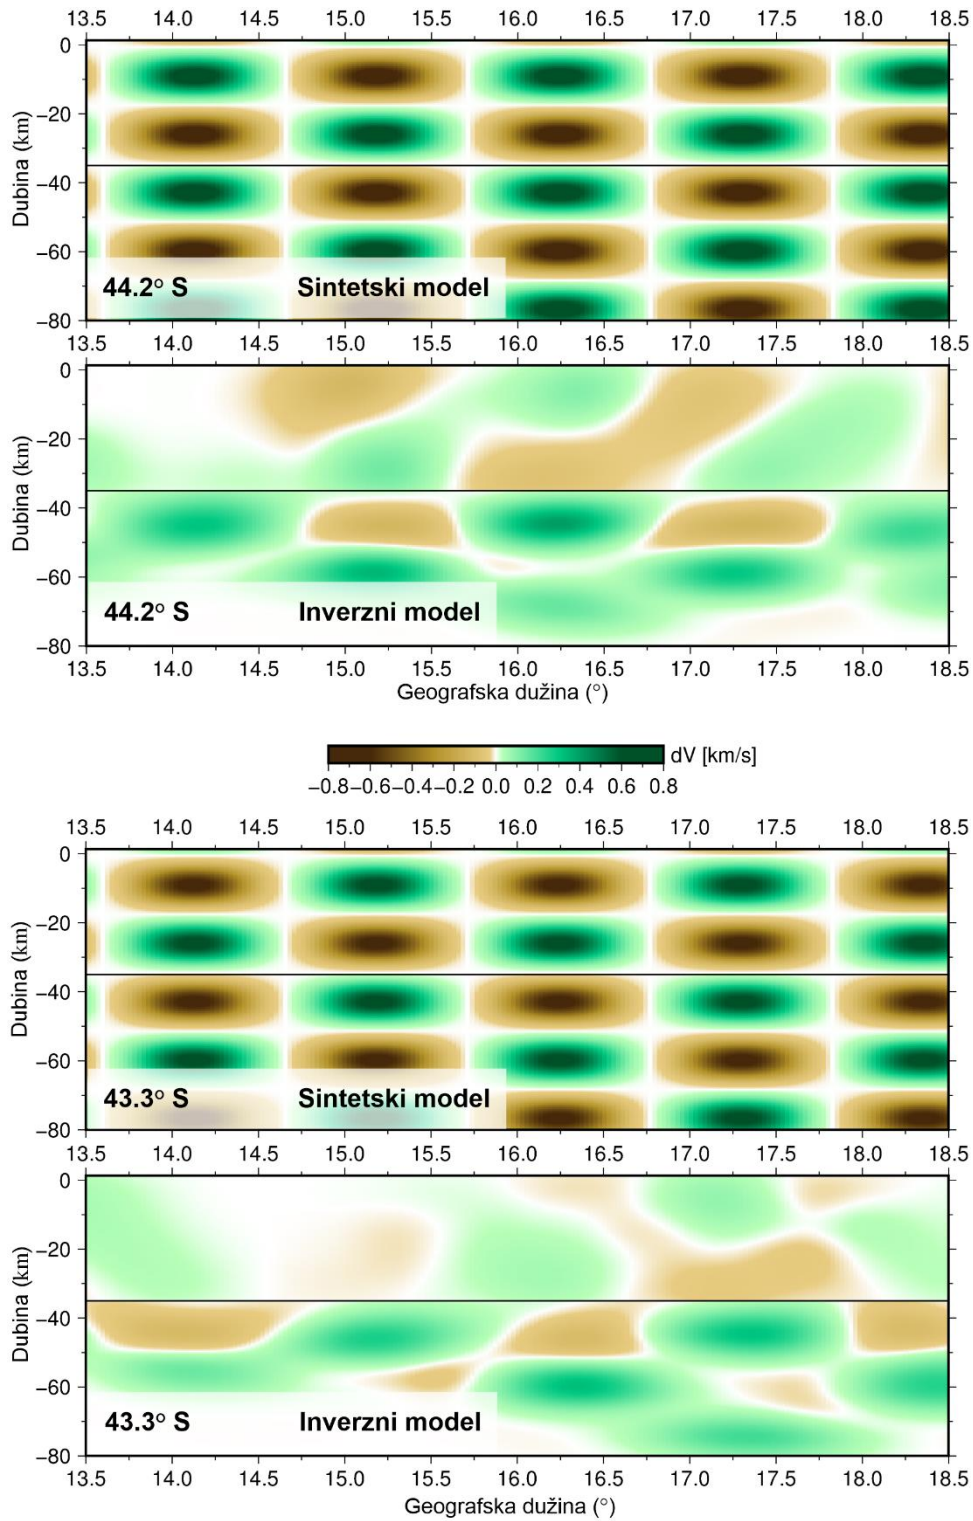 13.5 14.0 14.5 15.0 15.5 16.0 16.5 17.0 17.5 18.5
0
−20
−40
−60
−80
Dubina (km)
44.2° S Sintetski model
13.5 14.0 14.5 15.0 15.5 16.0 16.5 17.0 17.5 18.0 18.5
0
−20
−40
−60
−80
Dubina (km)
44.2° S Inverzni model
13.5 14.0 14.5 15.0 15.5 16.0 16.5 17.0 17.5 18.0 18.5
Geografska dužina (°)
dV [km/s]
−0.8 −0.6 −0.4 −0.2 0.0 0.2 0.4 0.6 0.8
13.5 14.0 14.5 15.0 15.5 16.0 16.5 17.0 17.5 18.0 18.5
0
−20
−40
−60
−80
Dubina (km)
43.3° S Sintetski model
13.5 14.0 14.5 15.0 15.5 16.0 16.5 17.0 17.5 18.0 18.5
0
−20
−40
−60
−80
Dubina (km)
43.3° S Inverzni model
13.5 14.0 14.5 15.0 15.5 16.0 16.5 17.0 17.5 18.0 18.5
Geografska dužina (°)